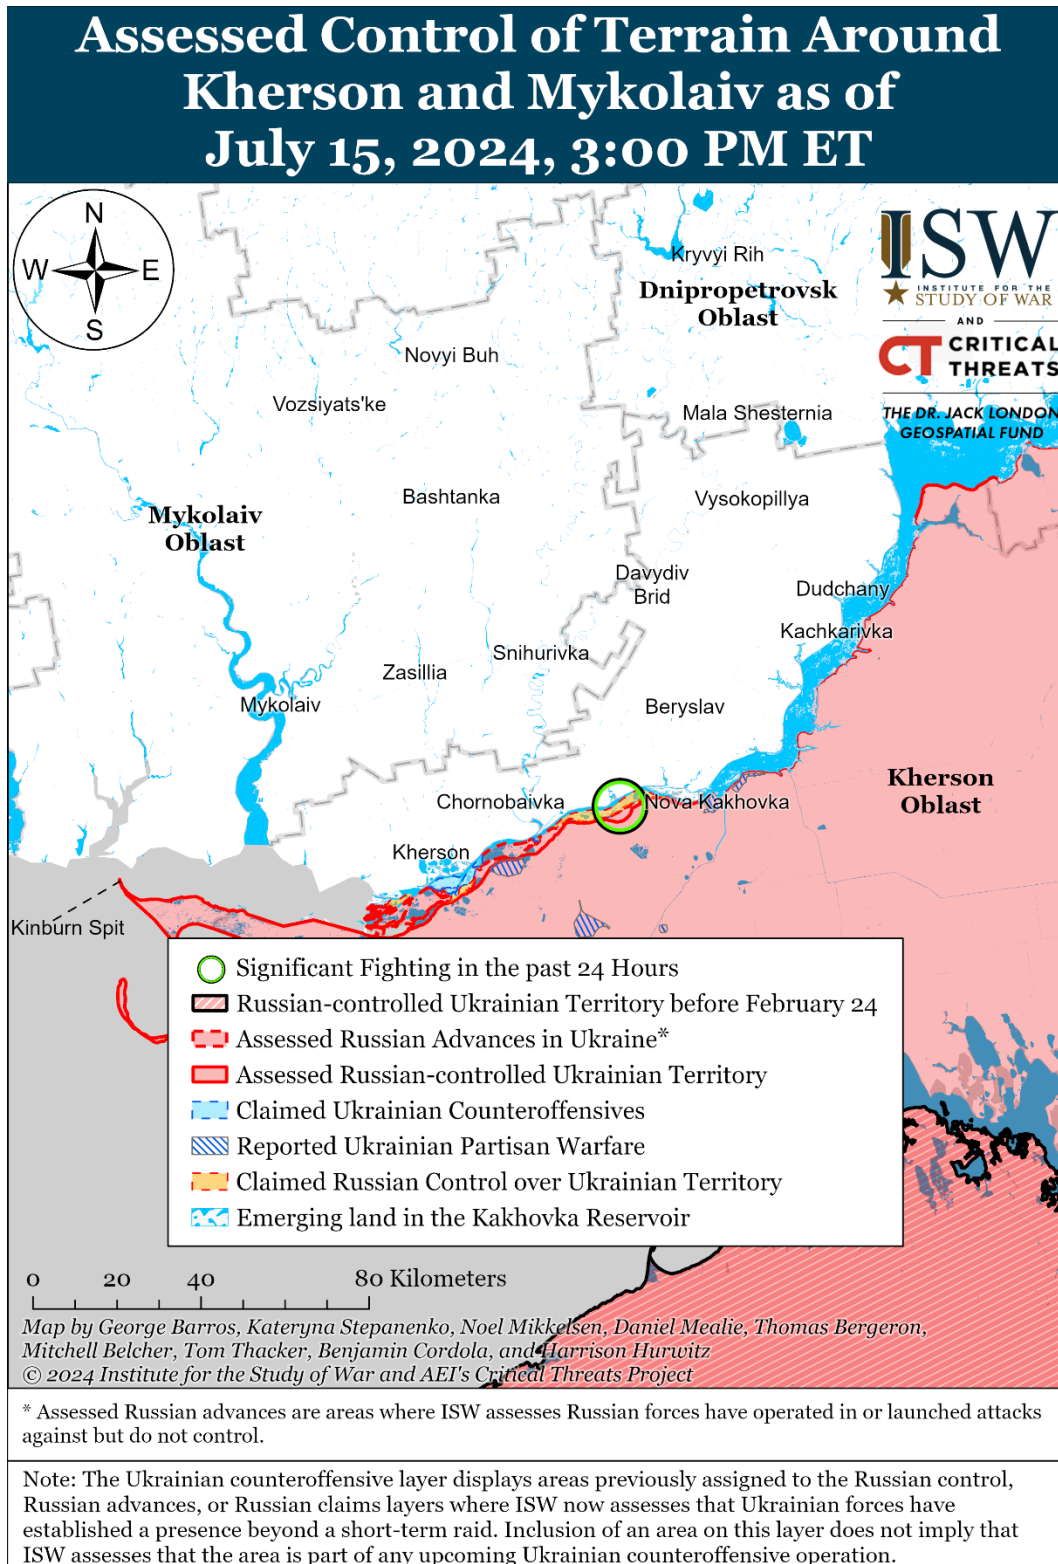 Assessed Control of Terrain Around
Kherson and Mykolaiv as of
July 15, 2024, 3:00 PM ET
N
W E
S
ISW
INSTITUTE FOR THE
STUDY OF WAR
AND
CT CRITICAL
THREATS
THE DR. JACK LONDON
GEOSPATIAL FUND
Kryvyi Rih
Dnipropetrovsk
Oblast
Novyi Buh
Vozsiyats'ke
Mala Shesternia
Bashtanka
Vysokopillya
Mykolaiv
Oblast
Davydiv
Brid
Dudchany
Kachkarivka
Snihurivka
Zasillia
Mykolaiv
Beryslav
Kherson
Oblast
Chornobaivka
Nova Kakhovka
Kherson
Kinburn Spit
Significant Fighting in the past 24 Hours
Russian-controlled Ukrainian Territory before February 24
Assessed Russian Advances in Ukraine*
Assessed Russian-controlled Ukrainian Territory
Claimed Ukrainian Counteroffensives
Reported Ukrainian Partisan Warfare
Claimed Russian Control over Ukrainian Territory
Emerging land in the Kakhovka Reservoir
0 20 40 80 Kilometers
Map by George Barros, Kateryna Stepanenko, Noel Mikkelsen, Daniel Mealie, Thomas Bergeron,
Mitchell Belcher, Tom Thacker, Benjamin Cordola, and Harrison Hurwitz
© 2024 Institute for the Study of War and AEI's Critical Threats Project
* Assessed Russian advances are areas where ISW assesses Russian forces have operated in or launched attacks
against but do not control.
Note: The Ukrainian counteroffensive layer displays areas previously assigned to the Russian control,
Russian advances, or Russian claims layers where ISW now assesses that Ukrainian forces have
established a presence beyond a short-term raid. Inclusion of an area on this layer does not imply that
ISW assesses that the area is part of any upcoming Ukrainian counteroffensive operation.